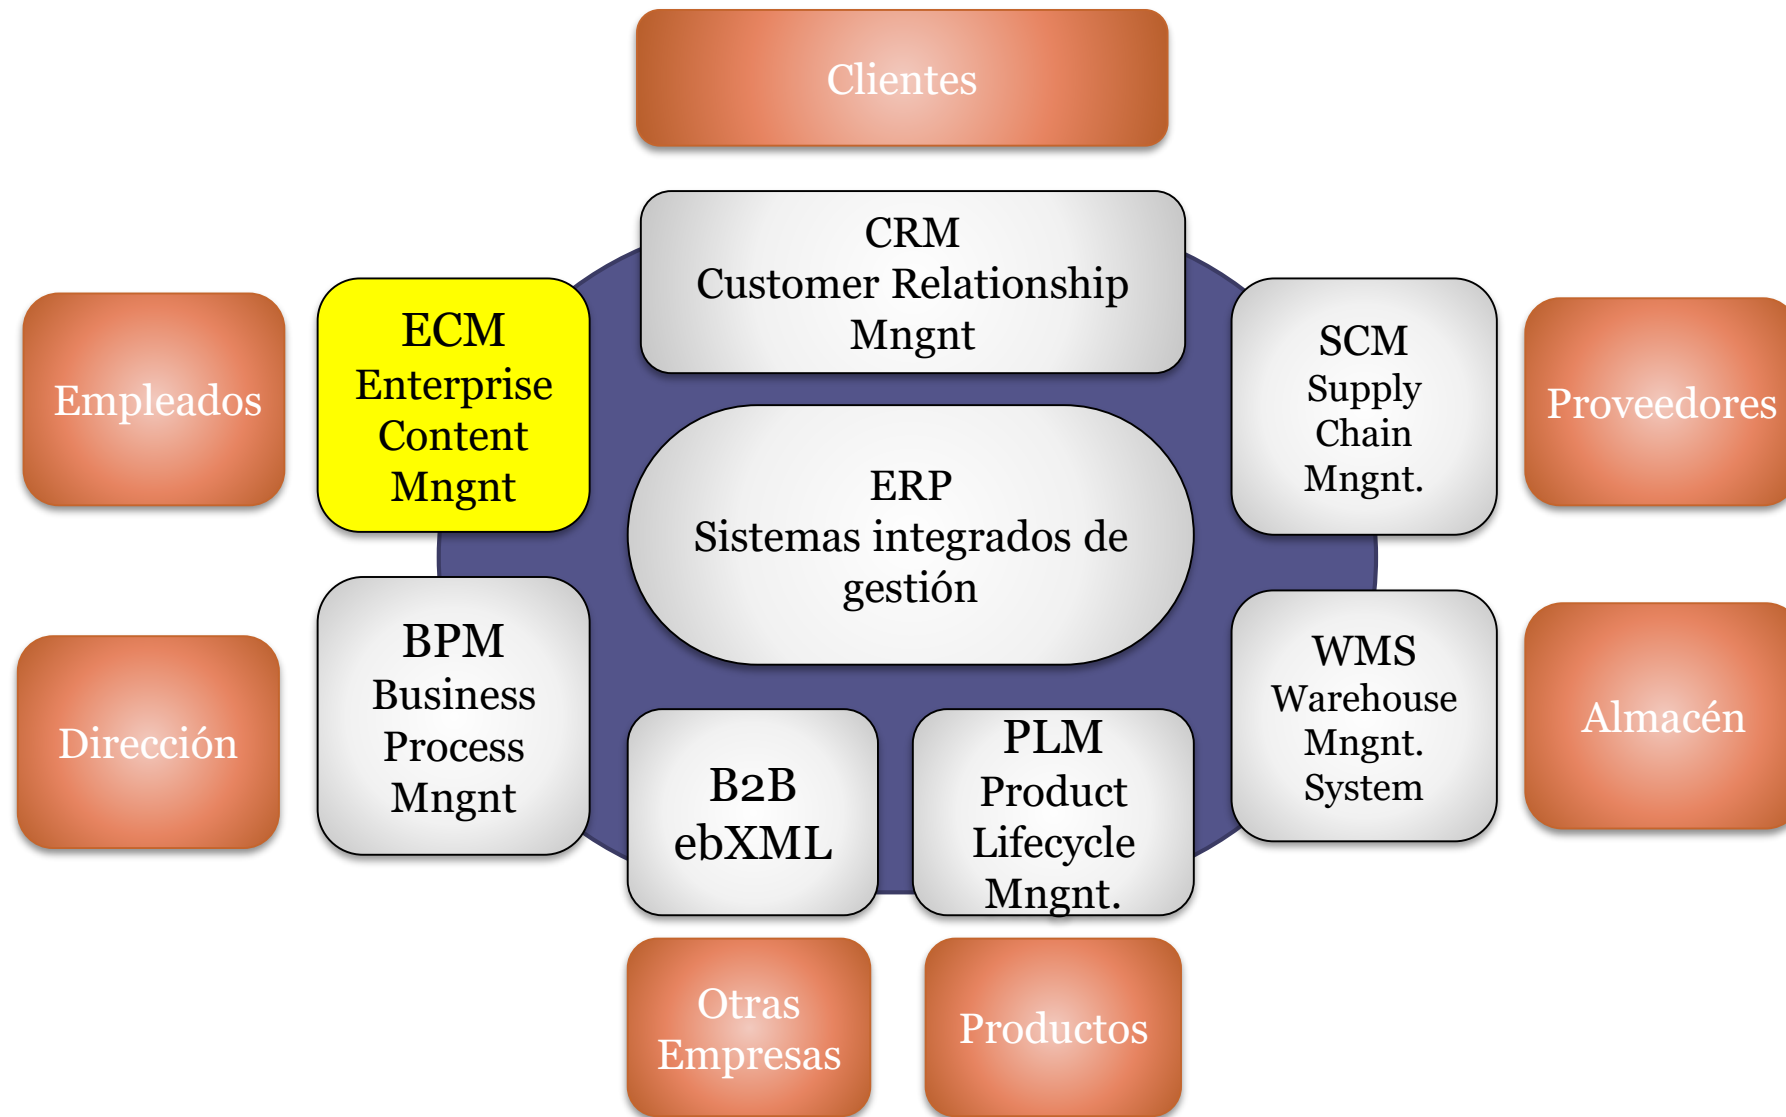 Clientes
CRM
Customer Relationship
Mngnt
Empleados
ECM
Enterprise
Content
Mngnt
SCM
Supply
Chain
Mngnt.
Proveedores
ERP
Sistemas integrados de
gestión
Dirección
BPM
Business
Process
Mngnt
WMS
Warehouse
Mngnt.
System
Almacén
B2B
ebXML
PLM
Product
Lifecycle
Mngnt.
Otras
Empresas
Productos